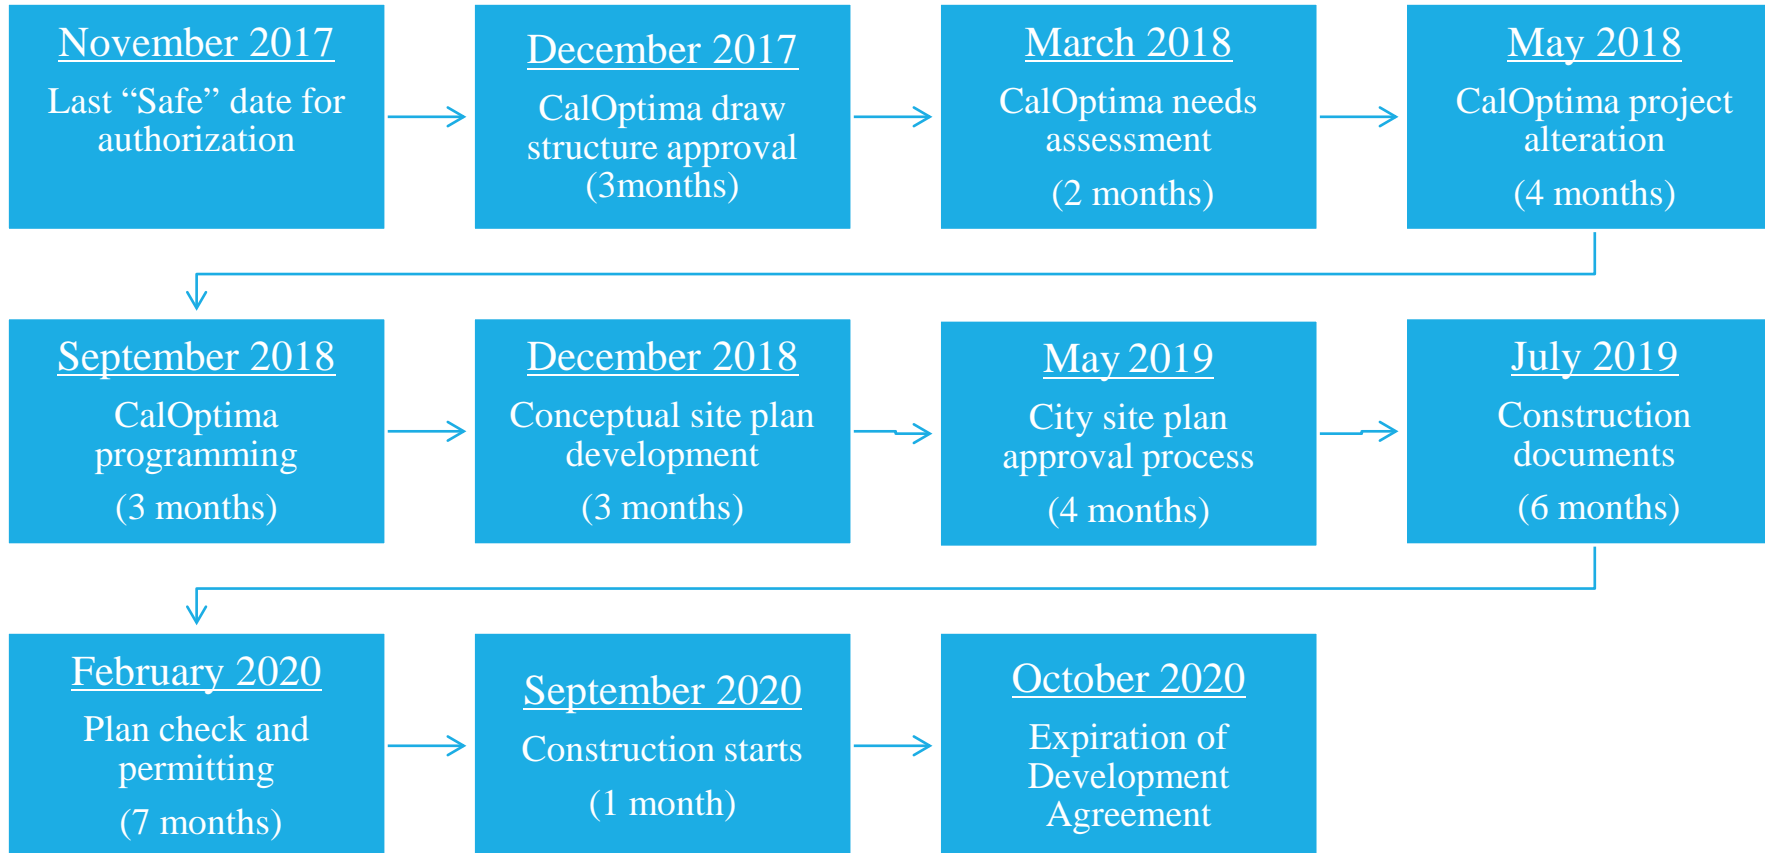 November 2017
Last “Safe” date for
authorization
December 2017
CalOptima draw
structure approval
(3months)
March 2018
CalOptima needs
assessment
(2 months)
May 2018
CalOptima project
alteration
(4 months)
September 2018
CalOptima
programming
(3 months)
December 2018
Conceptual site plan
development
(3 months)
May 2019
City site plan
approval process
(4 months)
July 2019
Construction
documents
(6 months)
February 2020
Plan check and
permitting
(7 months)
September 2020
Construction starts
(1 month)
October 2020
Expiration of
Development
Agreement